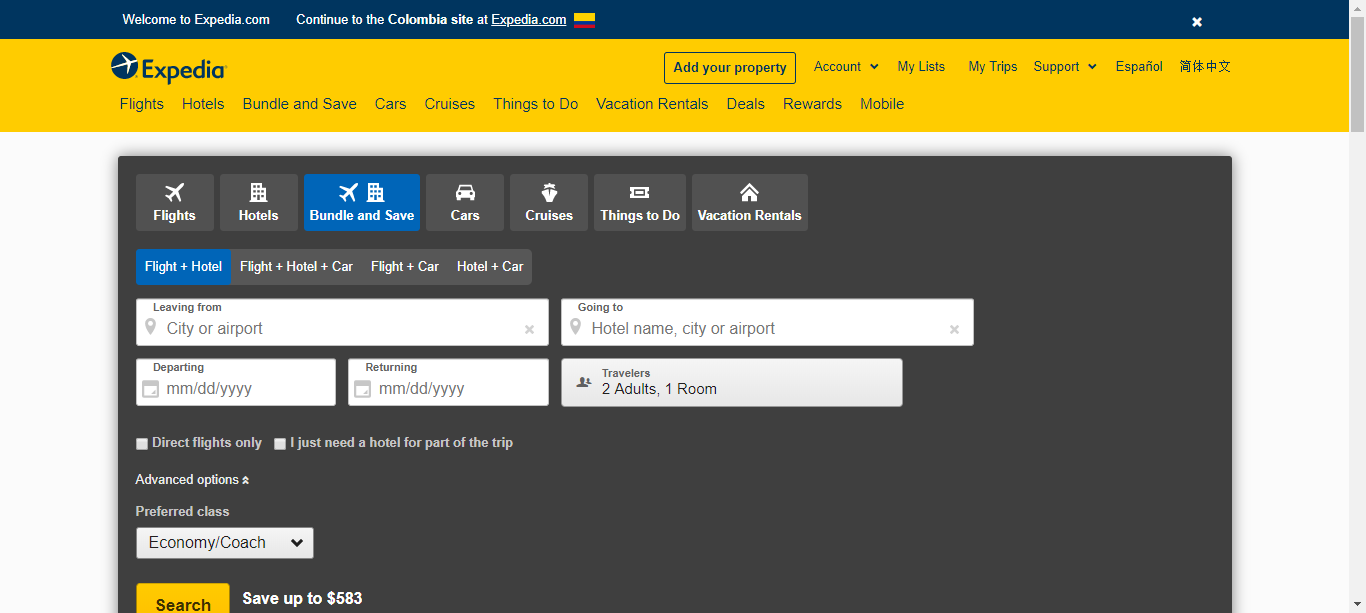 Welcome to Expedia.com Continue to the Colombia site at Expedia.com
Expedia
Add your property Account My Lists My Trips Support Español 简体中文
Flights Hotels Bundle and Save Cars Cruises Things to Do Vacation Rentals Deals Rewards Mobile
Flights Hotels Bundle and Save Cars Cruises Things to Do Vacation Rentals
Flight + Hotel Flight + Hotel + Car Flight + Car Hotel + Car
Leaving from Going to
City or airport Hotel name, city or airport
Departing Returning Travelers
mm/dd/yyyy mm/dd/yyyy 2 Adults, 1 Room
Direct flights only I just need a hotel for part of the trip
Advanced options
Preferred class
Economy/Coach
Search Save up to $583